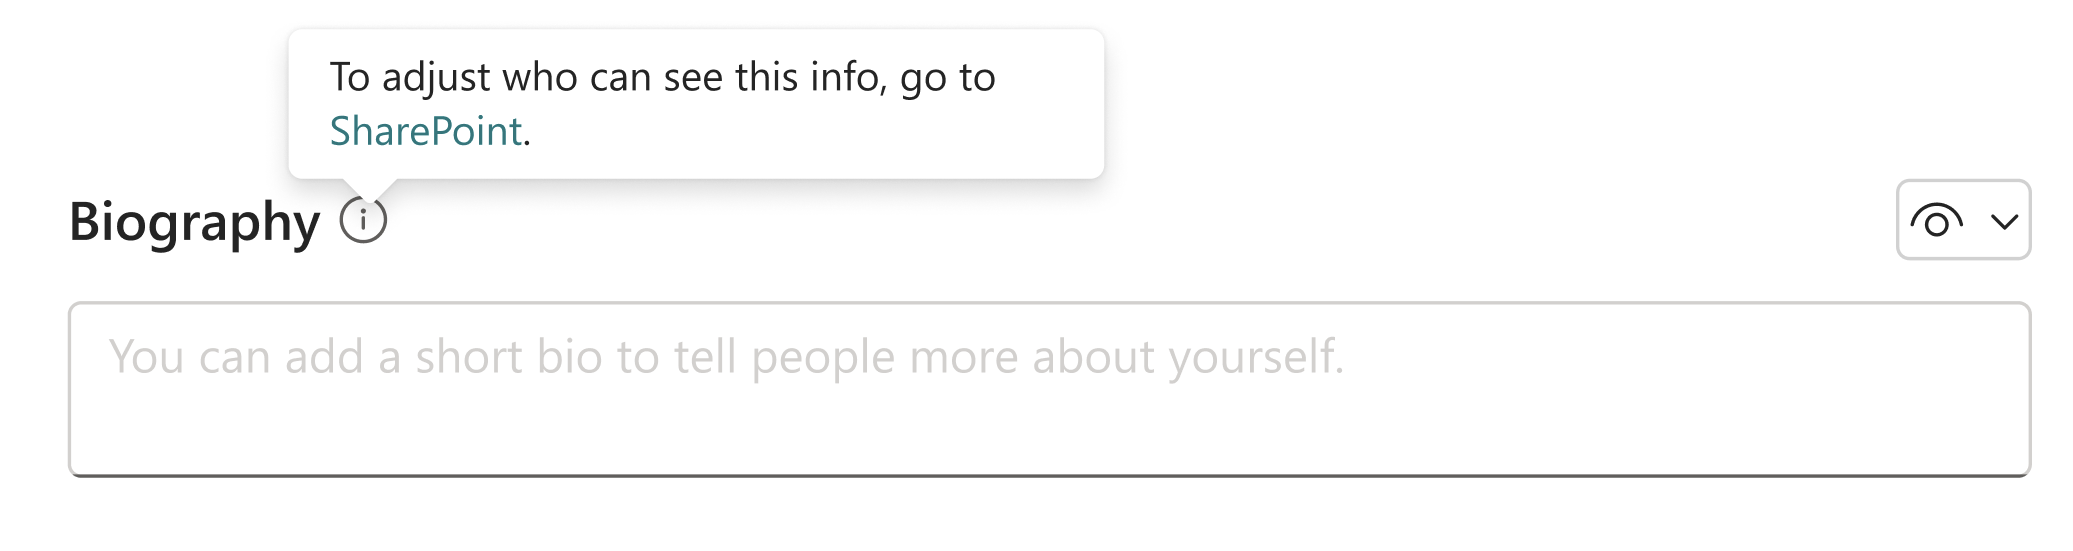 To adjust who can see this info, go to
SharePoint.
Biography
You can add a short bio to tell people more about yourself.